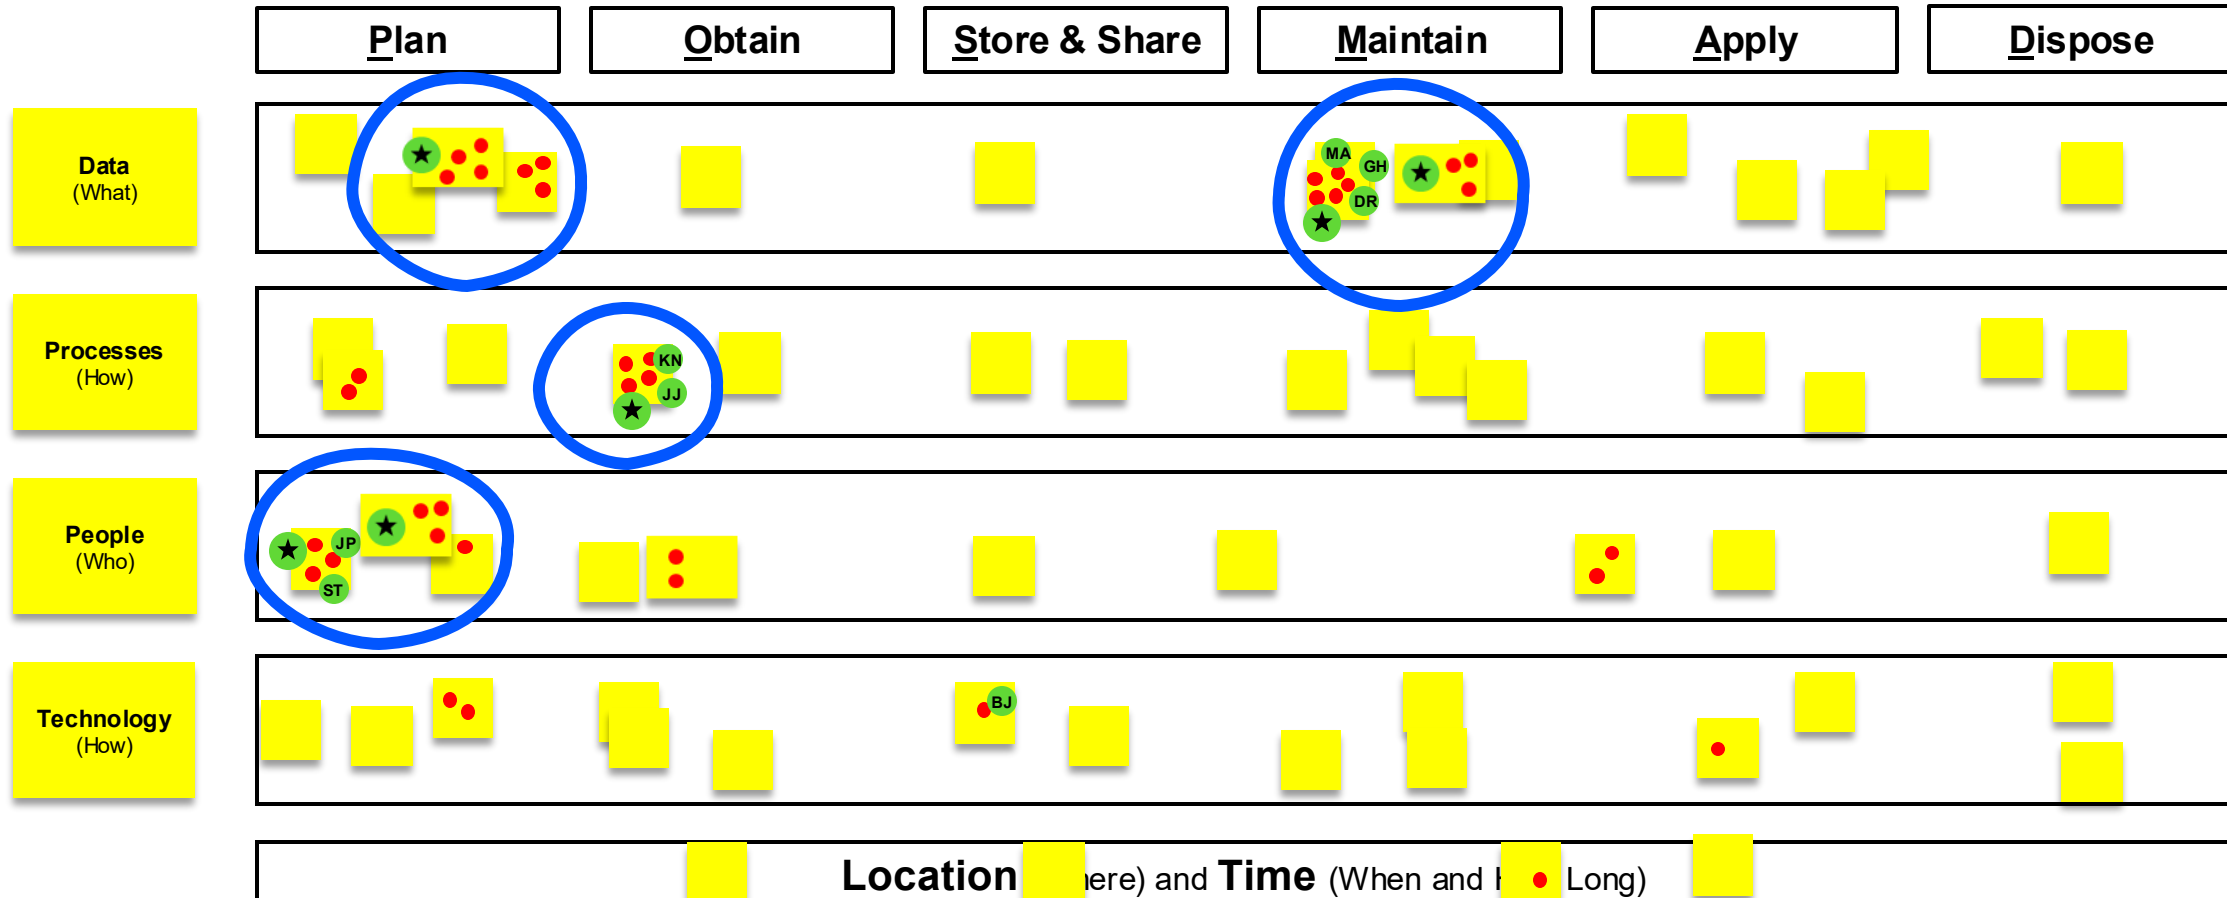 Plan
Obtain
Store & Share
Maintain
Apply
Dispose
Data
(What)
MA
GH
DR
Processes
(How)
KN
JJ
People
(Who)
JP
ST
Technology
(How)
BJ
Location ere) and Time (When and Long)